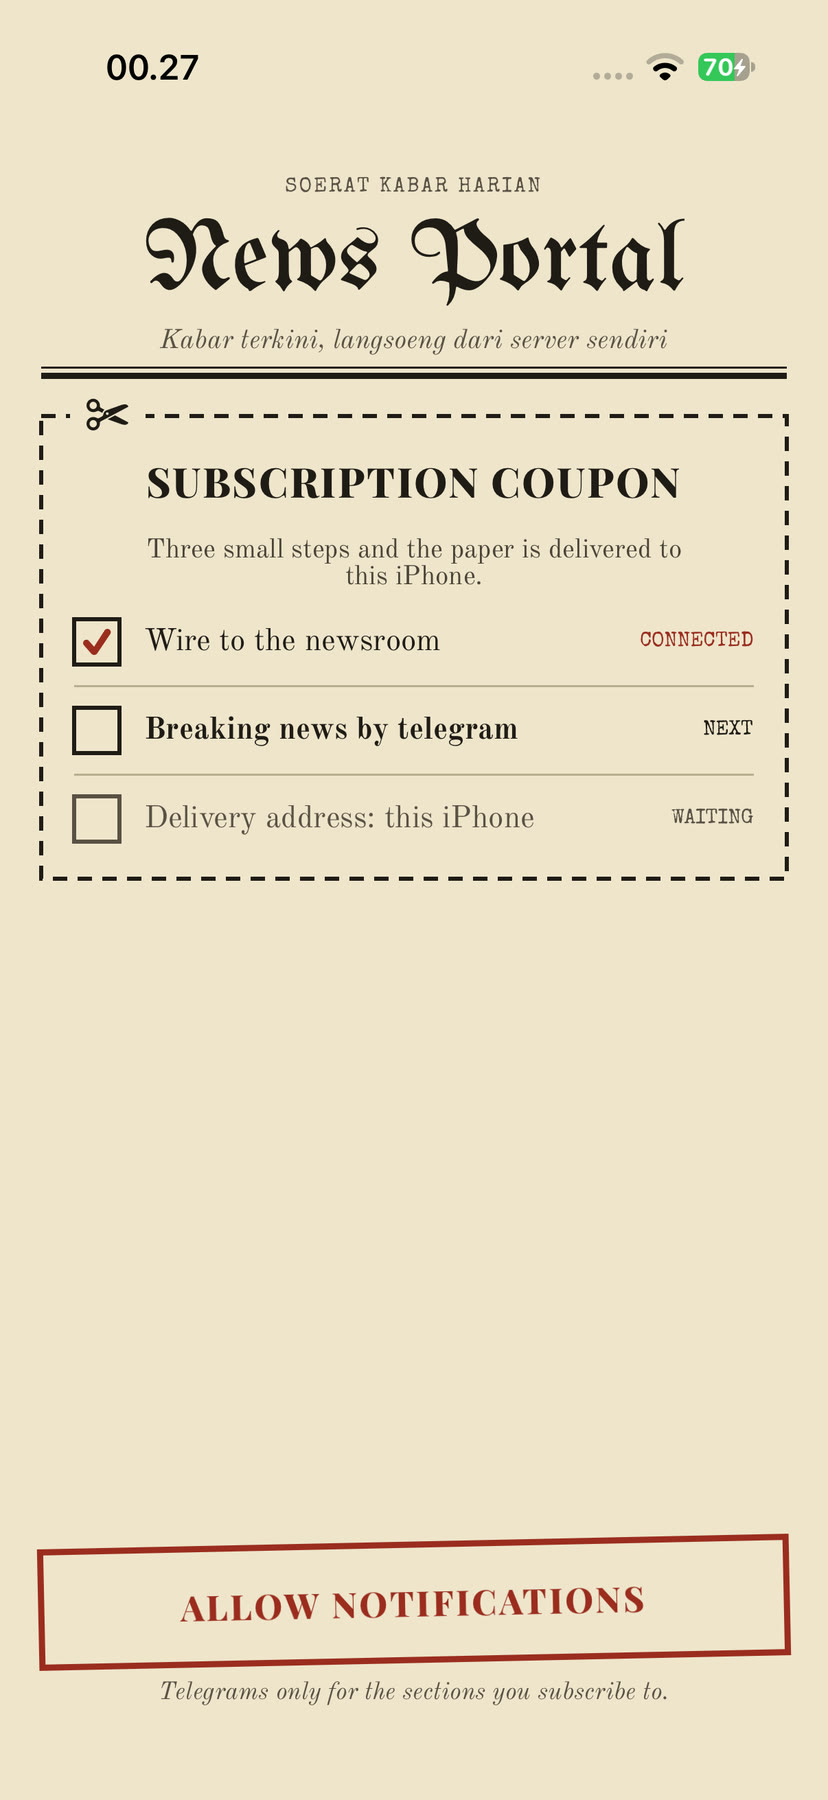 00.27
70
SOERAT KABAR HARIAN
News Portal
Kabar terkini, langsoeng dari server sendiri
SUBSCRIPTION COUPON
Three small steps and the paper is delivered to
this iPhone.
Wire to the newsroom CONNECTED
Breaking news by telegram NEXT
Delivery address: this iPhone WAITING
ALLOW NOTIFICATIONS
Telegrams only for the sections you subscribe to.